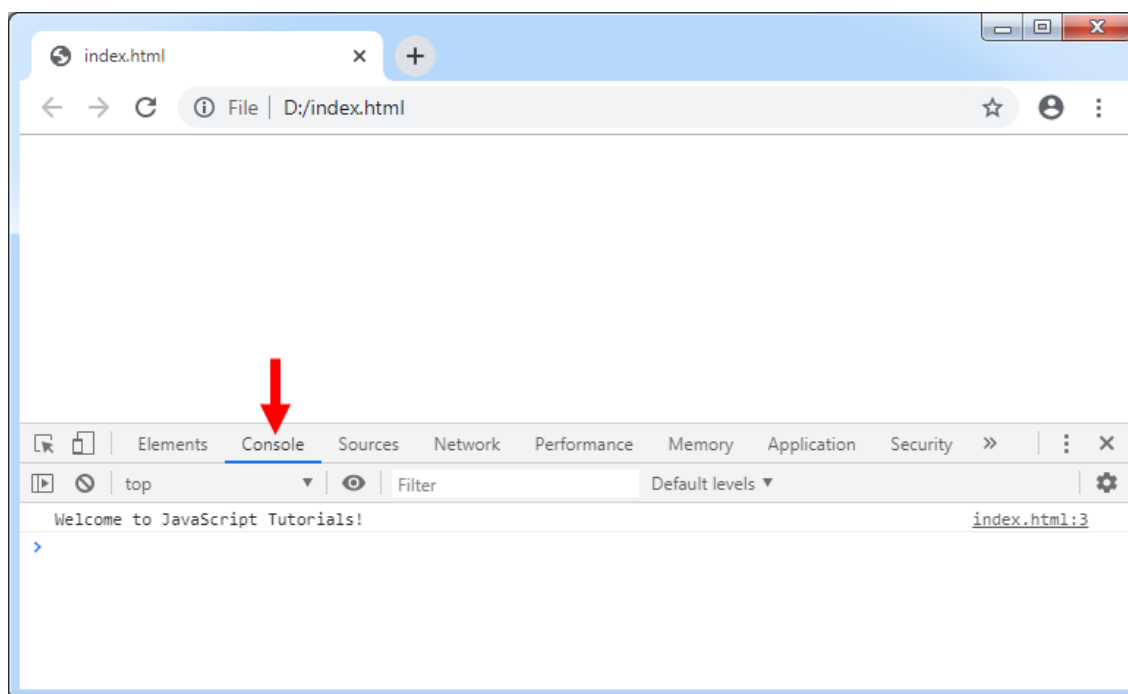 index.html
File | D:/index.html
Elements Console Sources Network Performance Memory Application Security »
top Filter Default levels ▼
Welcome to JavaScript Tutorials! index.html:3
>